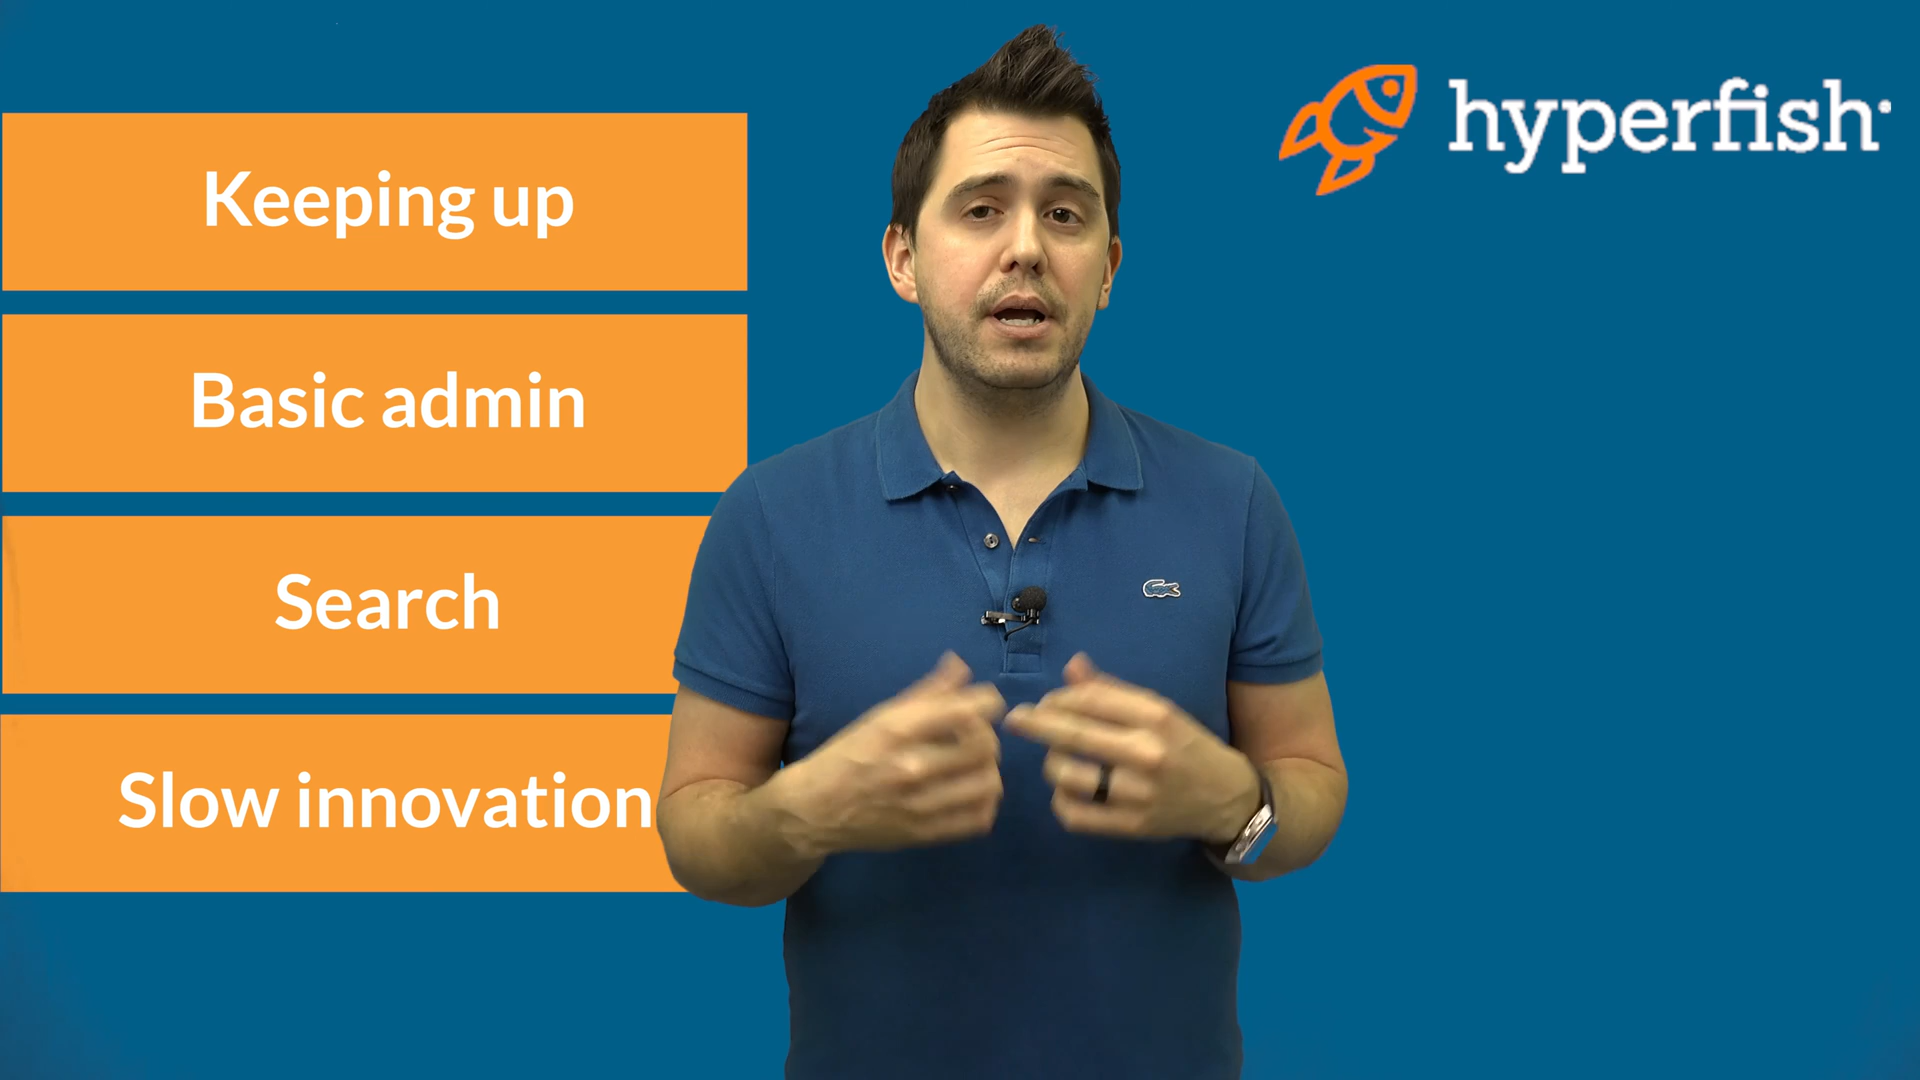 hyperfish
Keeping up
Basic admin
Search
Slow innovation